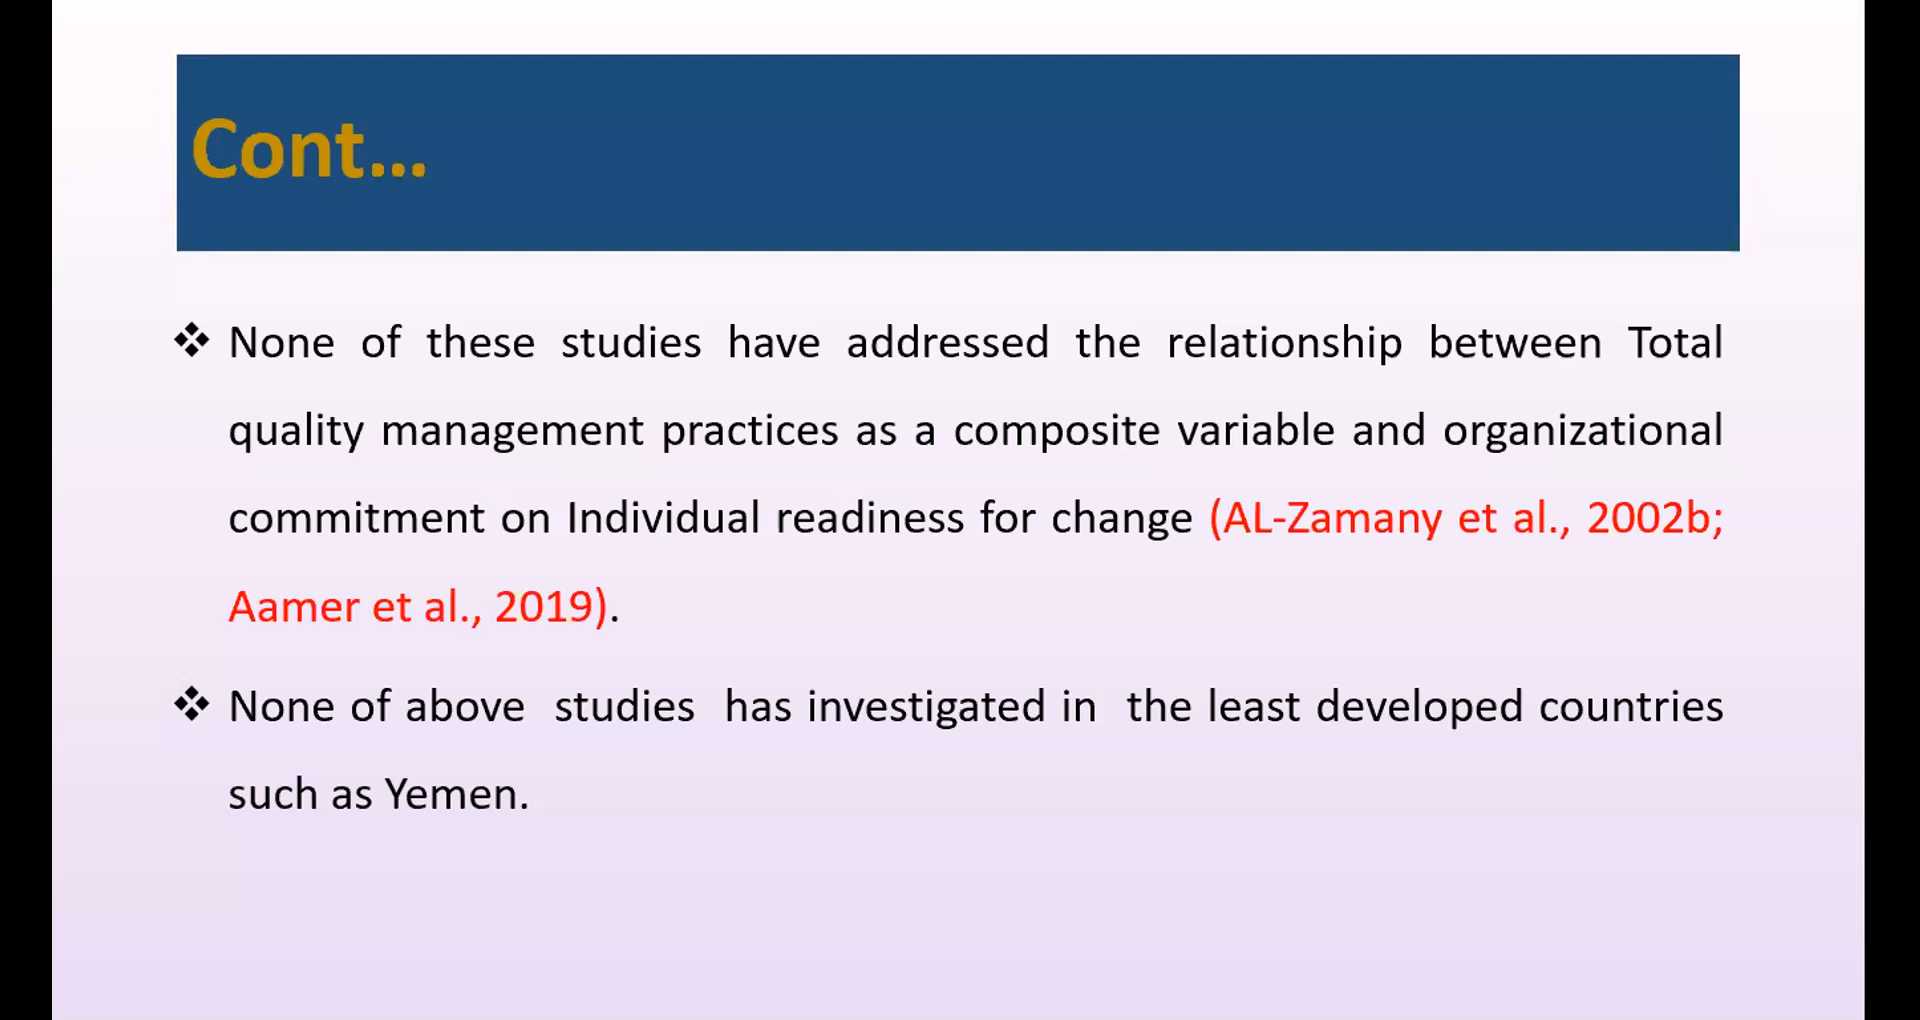 Cont...
❖ None of these studies have addressed the relationship between Total
quality management practices as a composite variable and organizational
commitment on Individual readiness for change (AL-Zamany et al., 2002b;
Aamer et al., 2019).
❖ None of above studies has investigated in the least developed countries
such as Yemen.